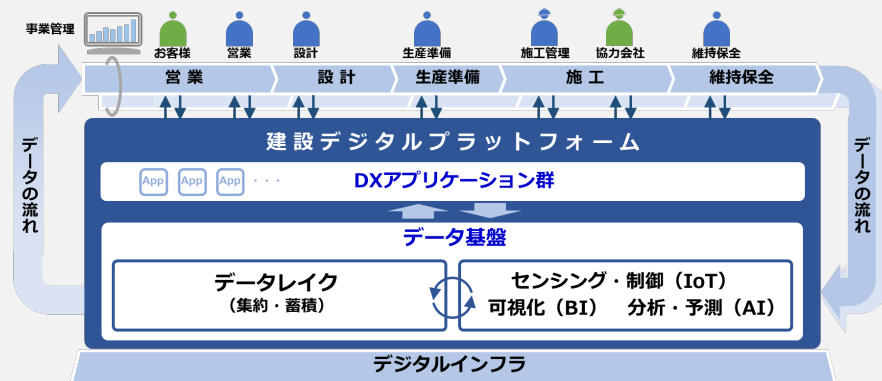 事業管理
お客様
営業
設計
生産準備
施工管理
協力会社
維持保全
営業
設計
生産準備
施工
維持保全
データの流れ
データの流れ
建設デジタルプラットフォーム
App
App
App
・・・
DXアプリケーション群
データ基盤
データレイク
(集約・蓄積)
センシング・制御(IoT)
可視化(BI) 分析・予測(AI)
デジタルインフラ